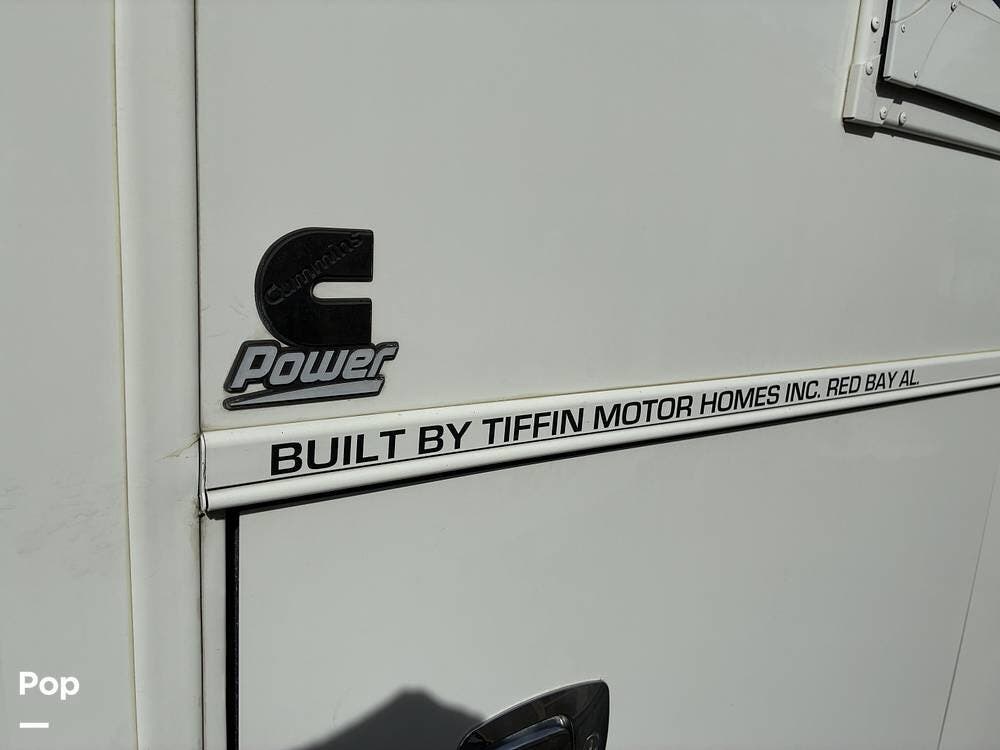 Cummins
Power
BUILT BY TIFFIN MOTOR HOMES INC. RED BAY AL.
Pop